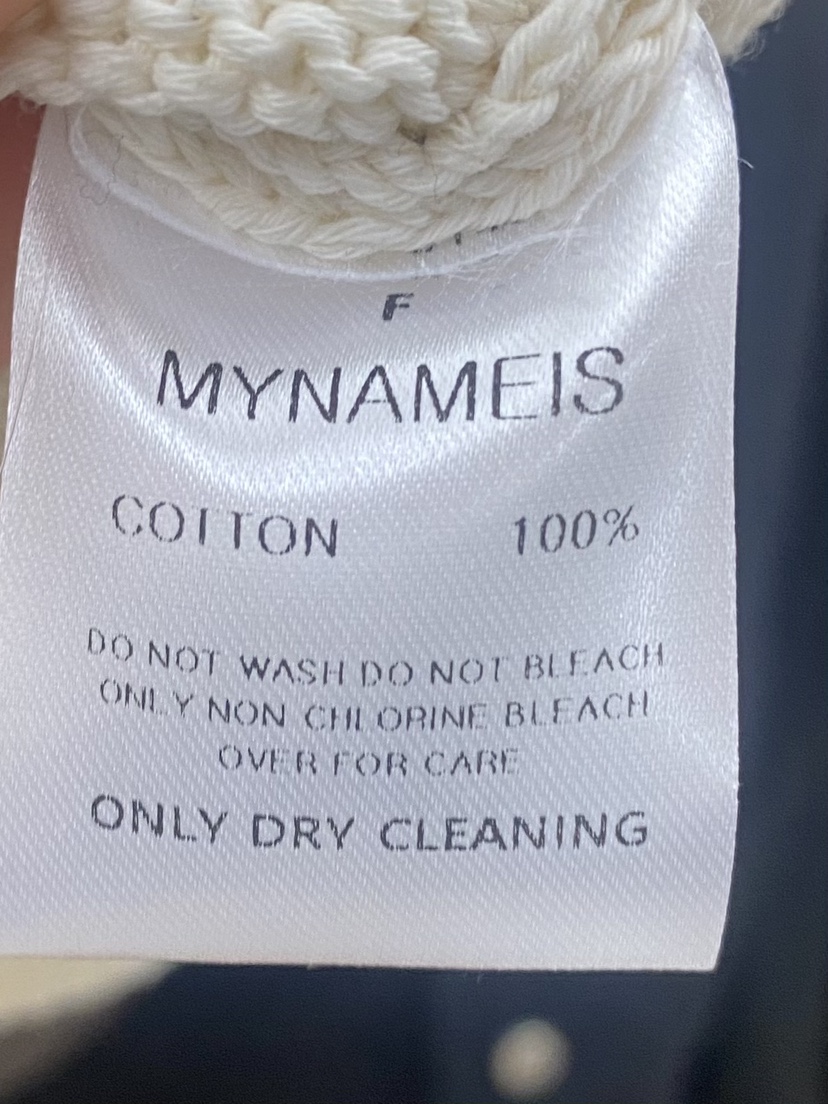 F
MYNAMEIS
COTTON 100%
DO NOT WASH DO NOT BLEACH
ONLY NON CHLORINE BLEACH
OVER FOR CARE
ONLY DRY CLEANING